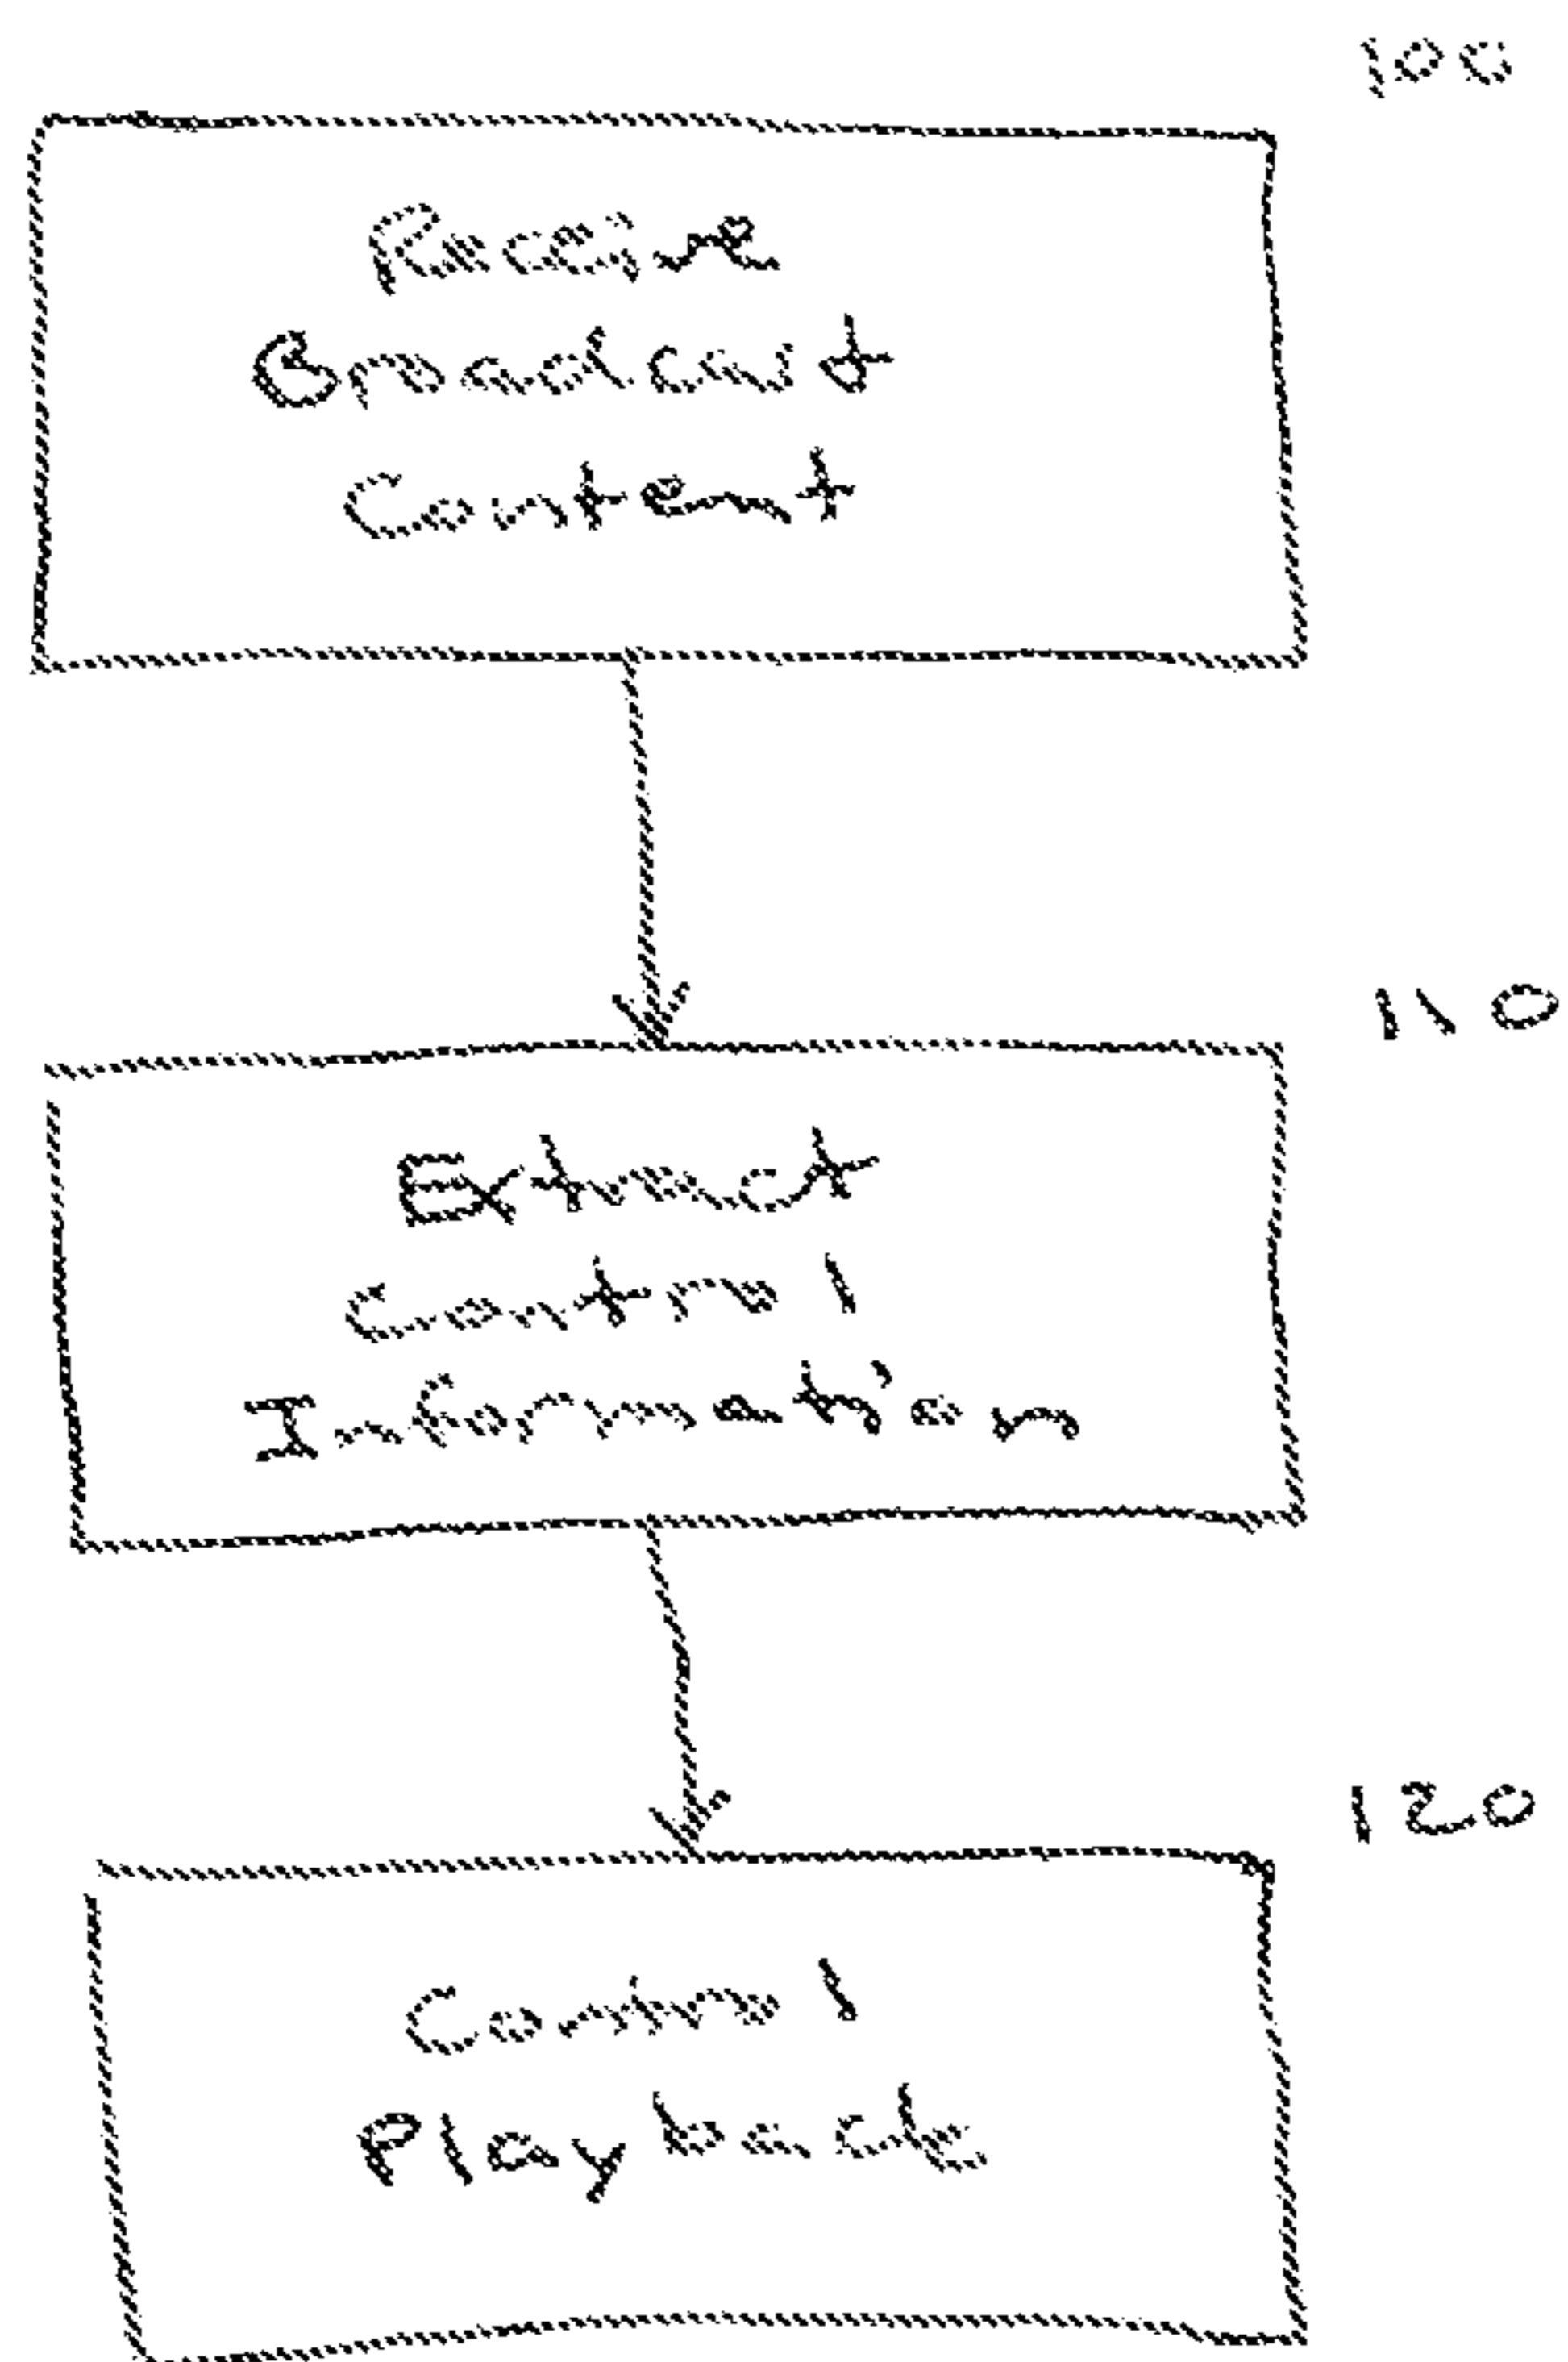 100
Receive
Broadcast
Content
110
Extract
Control
Information
120
Control
Playback